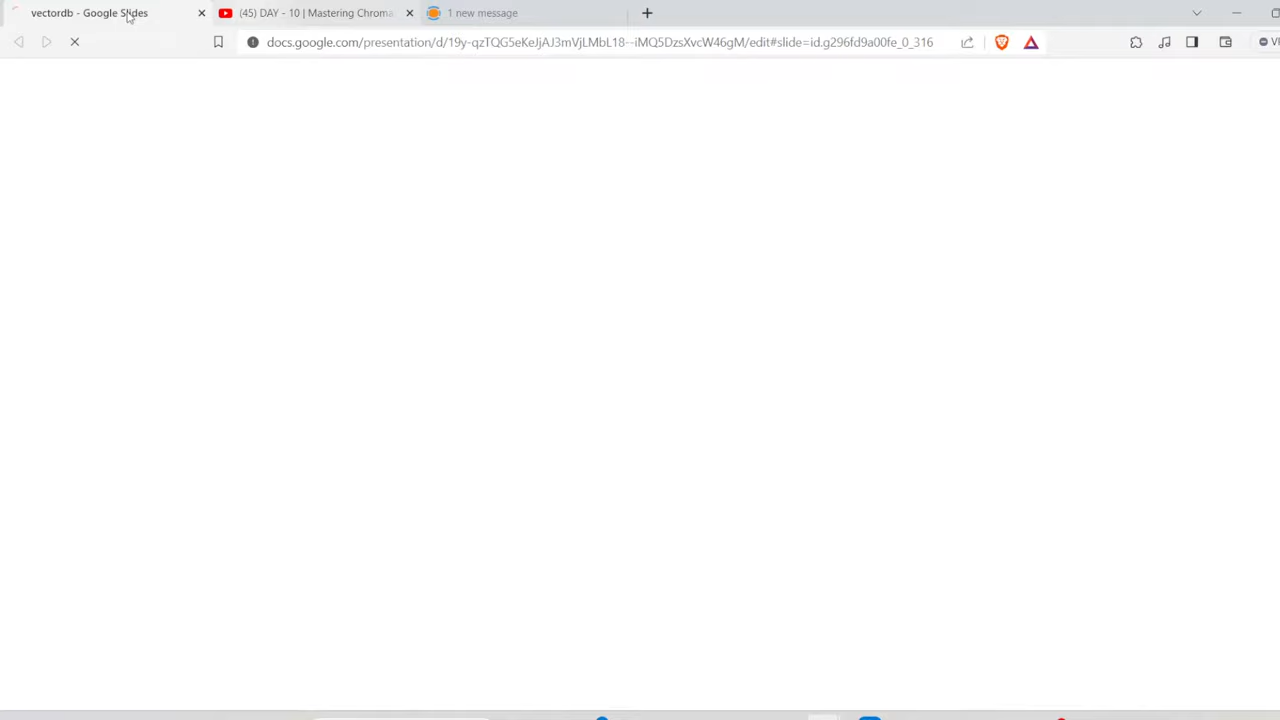 vectordb - Google Slides
(45) DAY - 10 | Mastering Chroma
1 new message
docs.google.com/presentation/d/19y-qzTQG5eKeJjAJ3mVjLMbL18--iMQ5DzsXvcW46gM/edit#slide=id.g296fd9a00fe_0_316